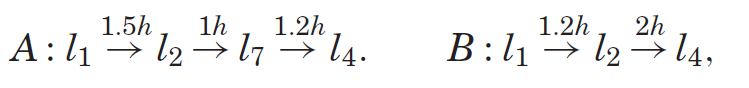 A : l₁ →^{1.5h} l₂ →^{1h} l₇ →^{1.2h} l₄. B : l₁ →^{1.2h} l₂ →^{2h} l₄,